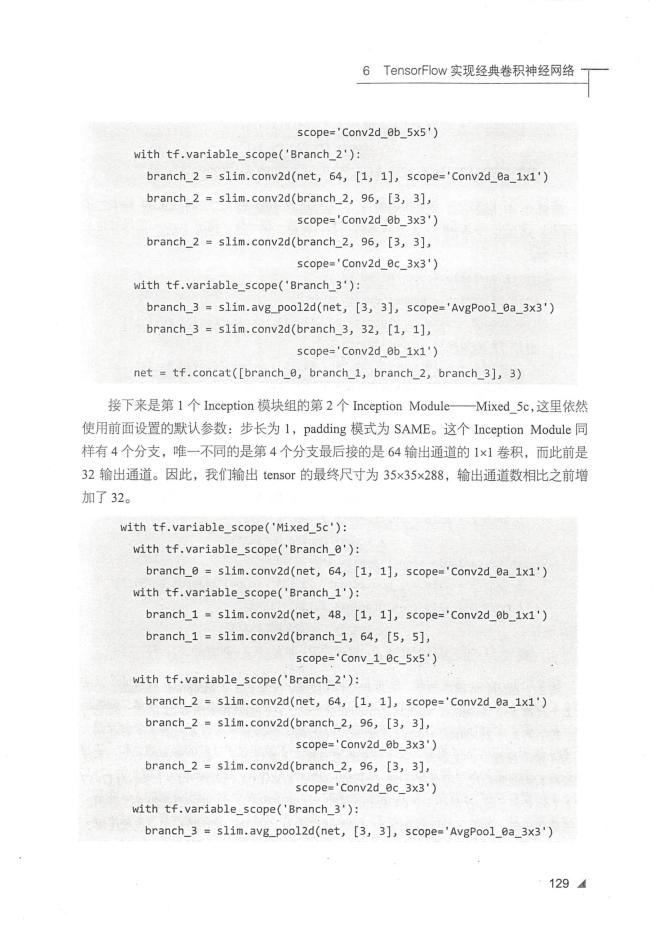 6 TensorFlow 实现经典卷积神经网络
scope='Conv2d_0b_5x5')
with tf.variable_scope('Branch_2'):
branch_2 = slim.conv2d(net, 64, [1, 1], scope='Conv2d_0a_1x1')
branch_2 = slim.conv2d(branch_2, 96, [3, 3],
scope='Conv2d_0b_3x3')
branch_2 = slim.conv2d(branch_2, 96, [3, 3],
scope='Conv2d_0c_3x3')
with tf.variable_scope('Branch_3'):
branch_3 = slim.avg_pool2d(net, [3, 3], scope='AvgPool_0a_3x3')
branch_3 = slim.conv2d(branch_3, 32, [1, 1],
scope='Conv2d_0b_1x1')
net = tf.concat([branch_0, branch_1, branch_2, branch_3], 3)
接下来是第 1 个 Inception 模块组的第 2 个 Inception Module——Mixed_5c，这里依然
使用前面设置的默认参数：步长为 1，padding 模式为 SAME。这个 Inception Module 同
样有 4 个分支，唯一不同的是第 4 个分支最后接的是 64 输出通道的 1×1 卷积，而此前是
32 输出通道。因此，我们输出 tensor 的最终尺寸为 35×35×288，输出通道数相比之前增
加了 32。
with tf.variable_scope('Mixed_5c'):
with tf.variable_scope('Branch_0'):
branch_0 = slim.conv2d(net, 64, [1, 1], scope='Conv2d_0a_1x1')
with tf.variable_scope('Branch_1'):
branch_1 = slim.conv2d(net, 48, [1, 1], scope='Conv2d_0b_1x1')
branch_1 = slim.conv2d(branch_1, 64, [5, 5],
scope='Conv_1_0c_5x5')
with tf.variable_scope('Branch_2'):
branch_2 = slim.conv2d(net, 64, [1, 1], scope='Conv2d_0a_1x1')
branch_2 = slim.conv2d(branch_2, 96, [3, 3],
scope='Conv2d_0b_3x3')
branch_2 = slim.conv2d(branch_2, 96, [3, 3],
scope='Conv2d_0c_3x3')
with tf.variable_scope('Branch_3'):
branch_3 = slim.avg_pool2d(net, [3, 3], scope='AvgPool_0a_3x3')
129